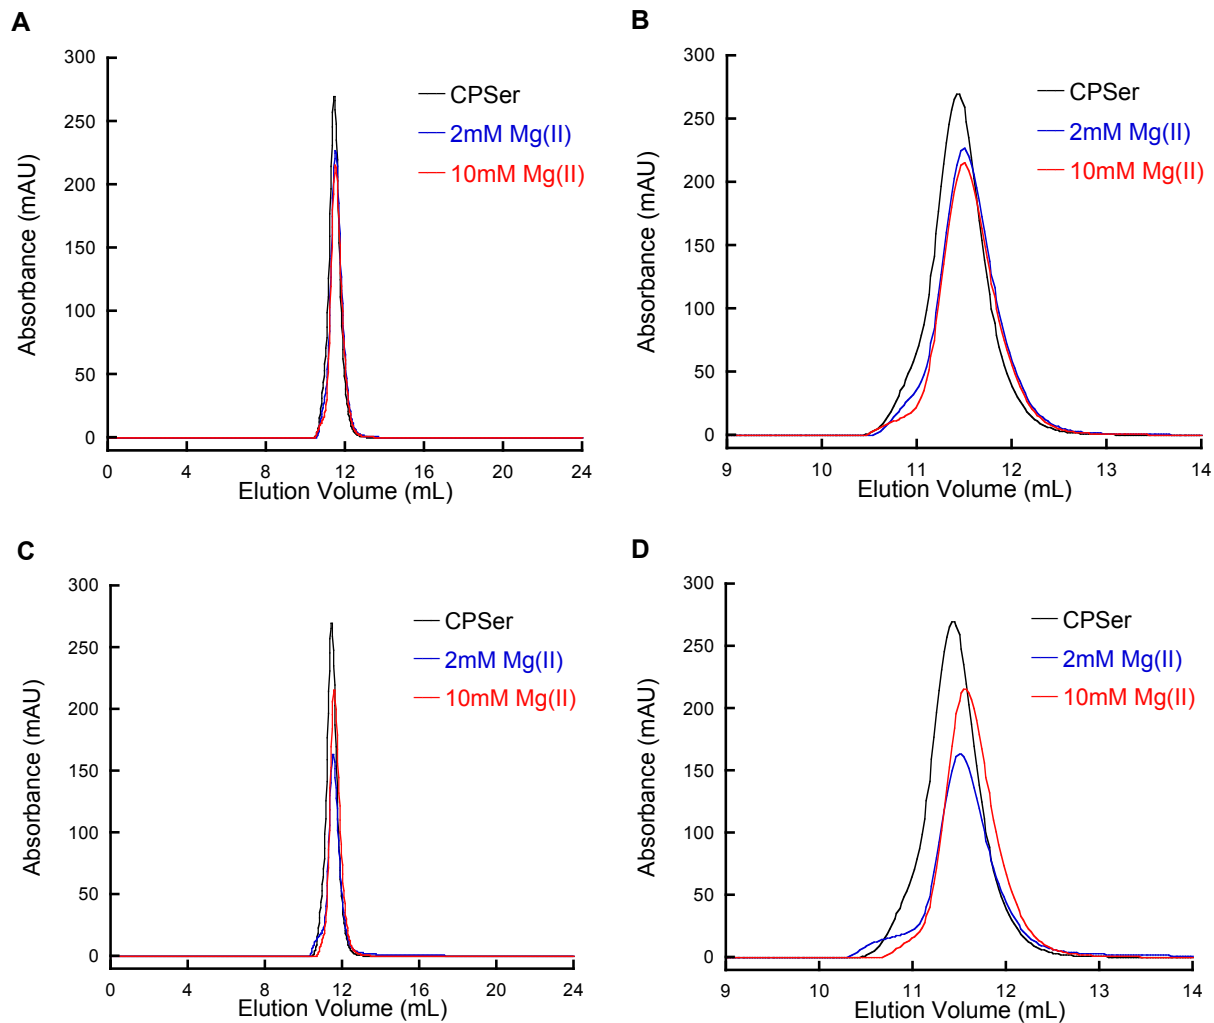 A
300
250
200
150
100
50
0
Absorbance (mAU)
CPSer
2mM Mg(II)
10mM Mg(II)
0 4 8 12 16 20 24
Elution Volume (mL)
B
300
250
200
150
100
50
0
Absorbance (mAU)
CPSer
2mM Mg(II)
10mM Mg(II)
9 10 11 12 13 14
Elution Volume (mL)
C
300
250
200
150
100
50
0
Absorbance (mAU)
CPSer
2mM Mg(II)
10mM Mg(II)
0 4 8 12 16 20 24
Elution Volume (mL)
D
300
250
200
150
100
50
0
Absorbance (mAU)
CPSer
2mM Mg(II)
10mM Mg(II)
9 10 11 12 13 14
Elution Volume (mL)